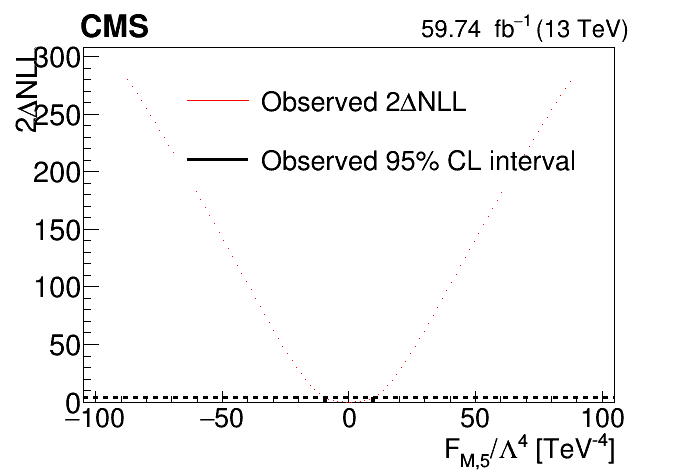 CMS 59.74 fb⁻¹ (13 TeV)
2ΔNLL
300
250
200
150
100
50
0
Observed 2ΔNLL
Observed 95% CL interval
−100 −50 0 50 100
F_M,5/Λ⁴ [TeV⁻⁴]